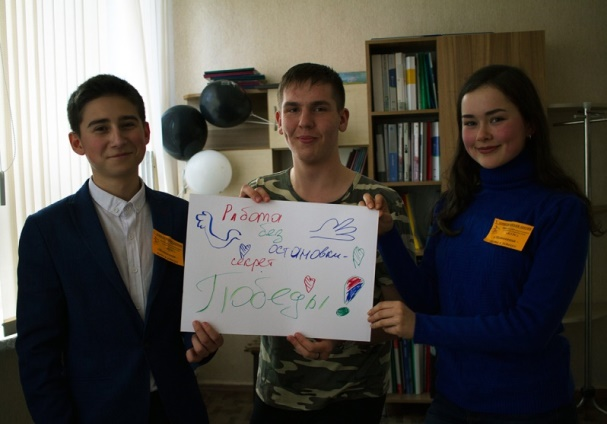 Работа
без
остановки-
секрет
Победы!